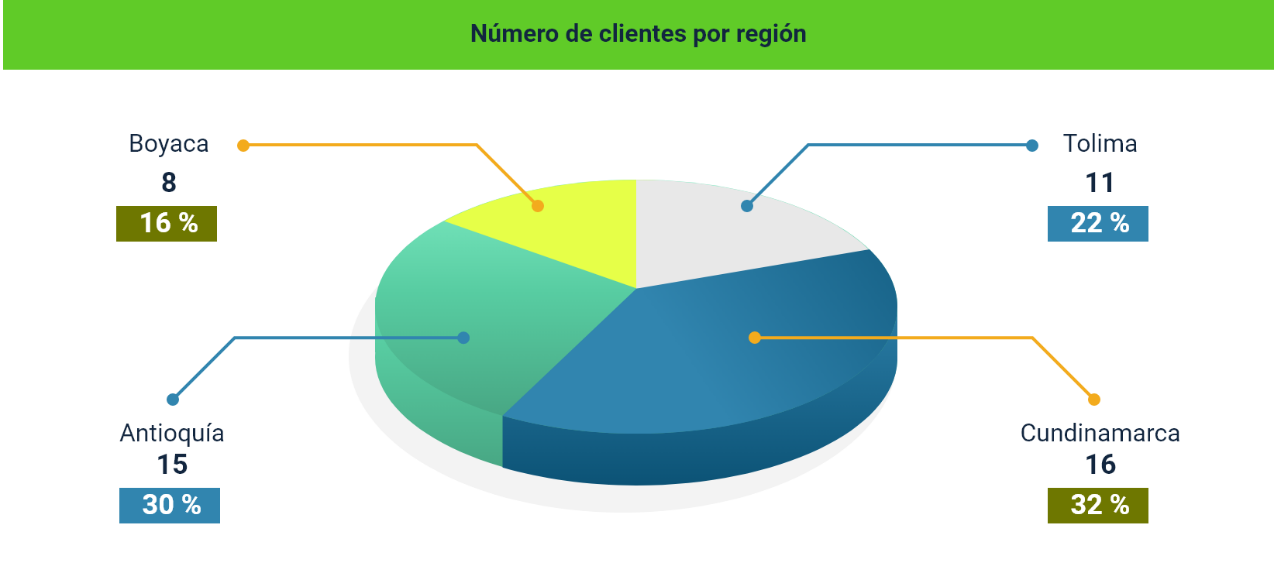 Número de clientes por región
Boyaca
8
16 %
Tolima
11
22 %
Antioquía
15
30 %
Cundinamarca
16
32 %